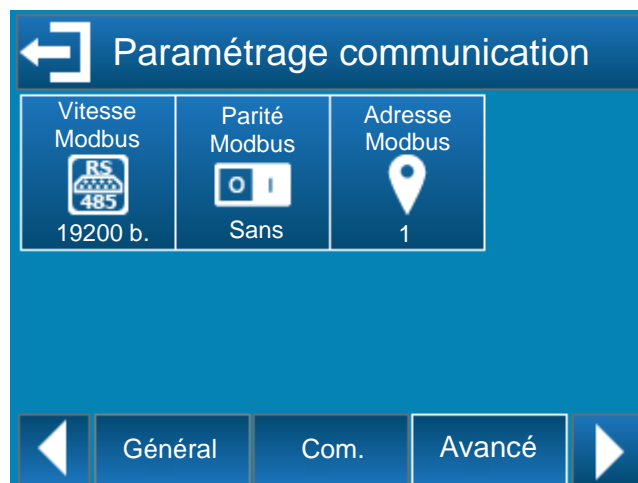 Paramétrage communication
Vitesse
Modbus
RS
485
19200 b.
Parité
Modbus
O I
Sans
Adresse
Modbus
1
Général
Com.
Avancé